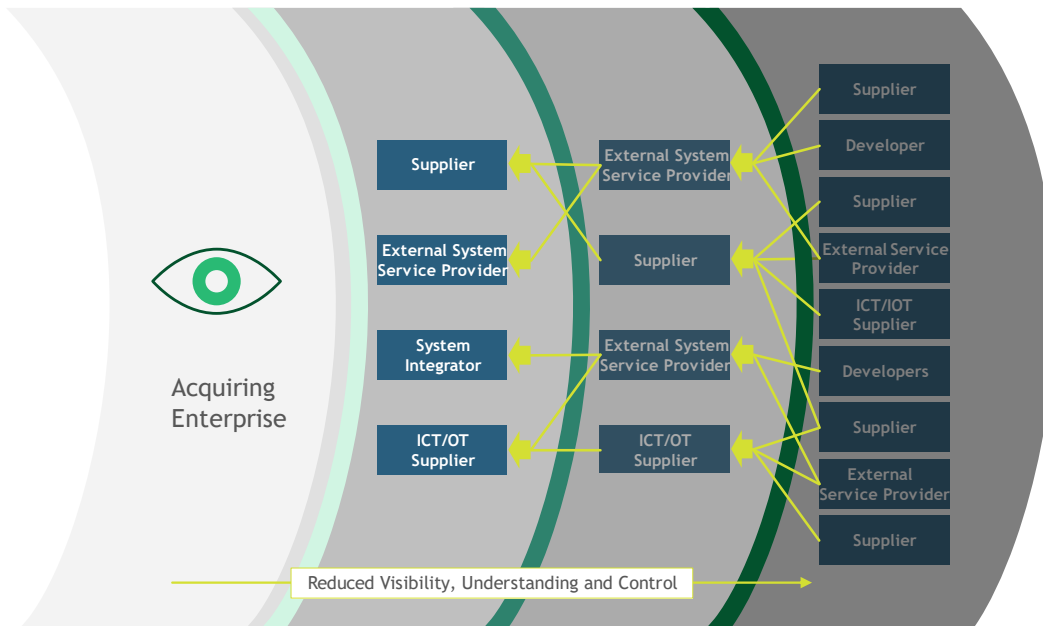 Acquiring
Enterprise
Supplier
External System
Service Provider
System
Integrator
ICT/OT
Supplier
External System
Service Provider
Supplier
External System
Service Provider
ICT/OT
Supplier
Supplier
Developer
Supplier
External Service
Provider
ICT/IOT
Supplier
Developers
Supplier
External
Service Provider
Supplier
Reduced Visibility, Understanding and Control